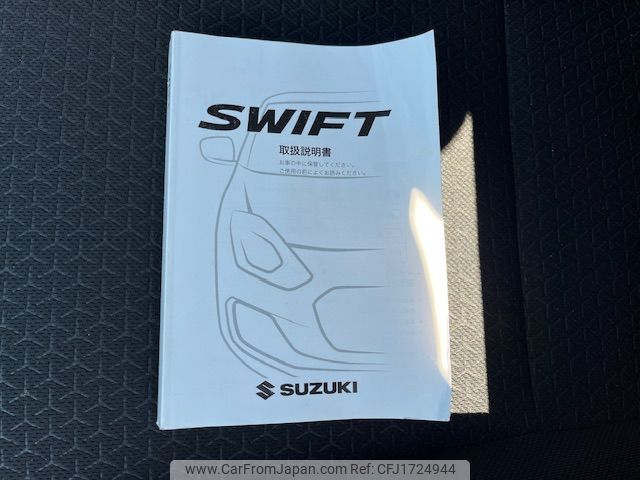 SWIFT
取扱説明書
お車の中に保管してください。
ご使用の前によくお読みください。
SUZUKI
www.CarFromJapan.com Ref: CFJ1724944